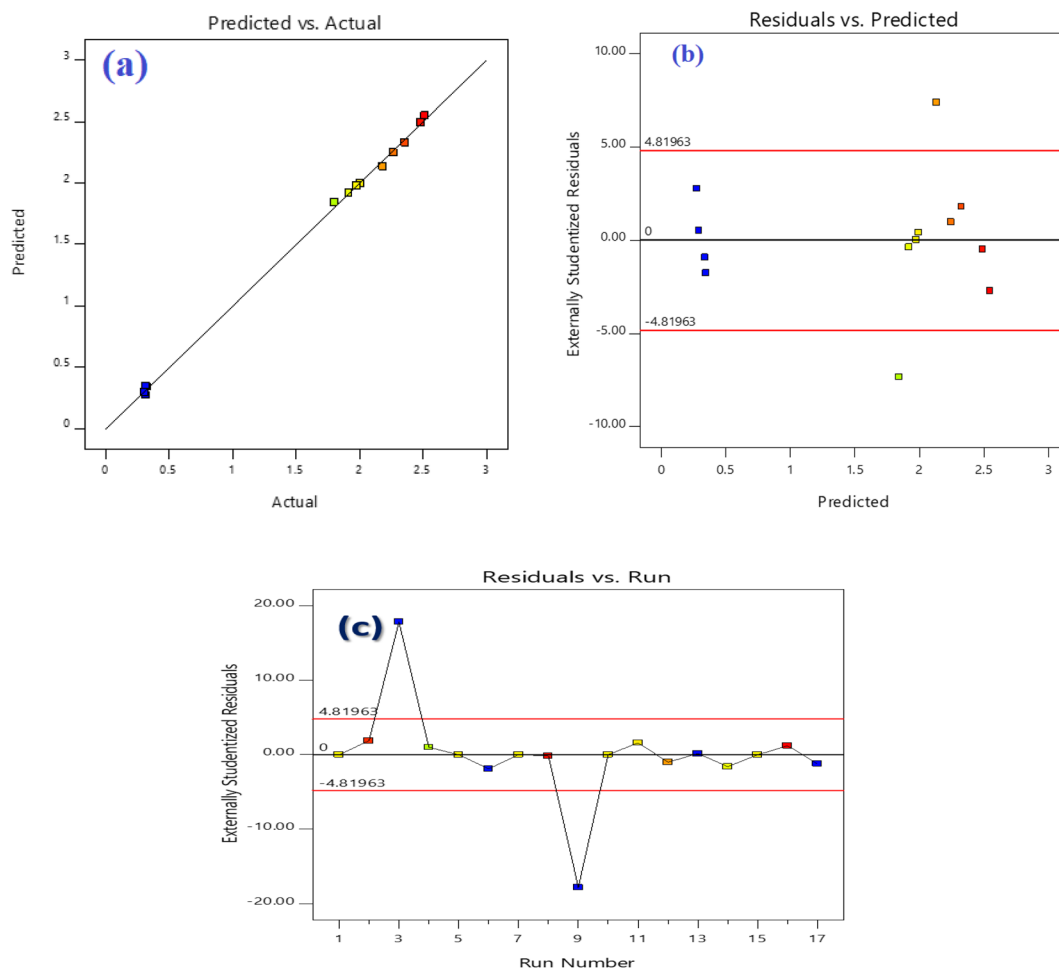 Predicted vs. Actual
(a)
Predicted
3
2.5
2
1.5
1
0.5
0
0 0.5 1 1.5 2 2.5 3
Actual
Residuals vs. Predicted
(b)
Externally Studentized Residuals
10.00
5.00
0.00
-5.00
-10.00
4.81963
0
-4.81963
0 0.5 1 1.5 2 2.5 3
Predicted
Residuals vs. Run
(c)
Externally Studentized Residuals
20.00
10.00
0.00
-10.00
-20.00
4.81963
0
-4.81963
1 3 5 7 9 11 13 15 17
Run Number